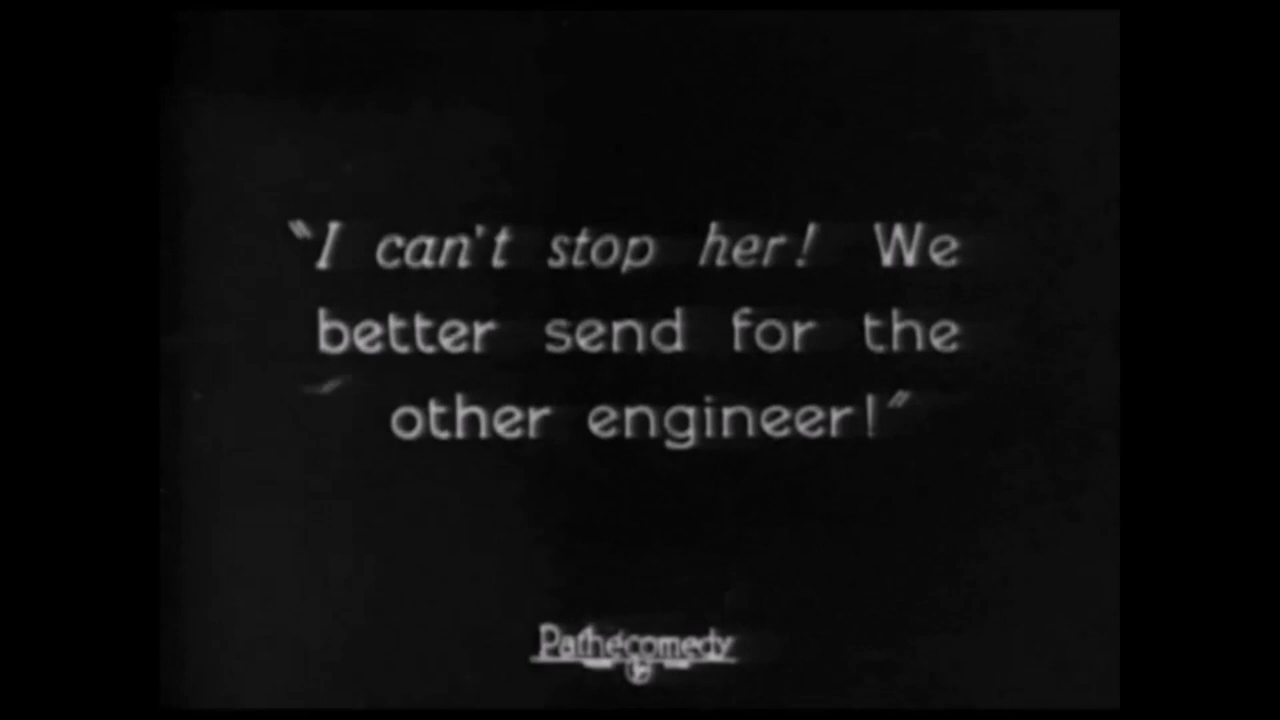 "I can't stop her! We
better send for the
other engineer!"
Pathécomedy